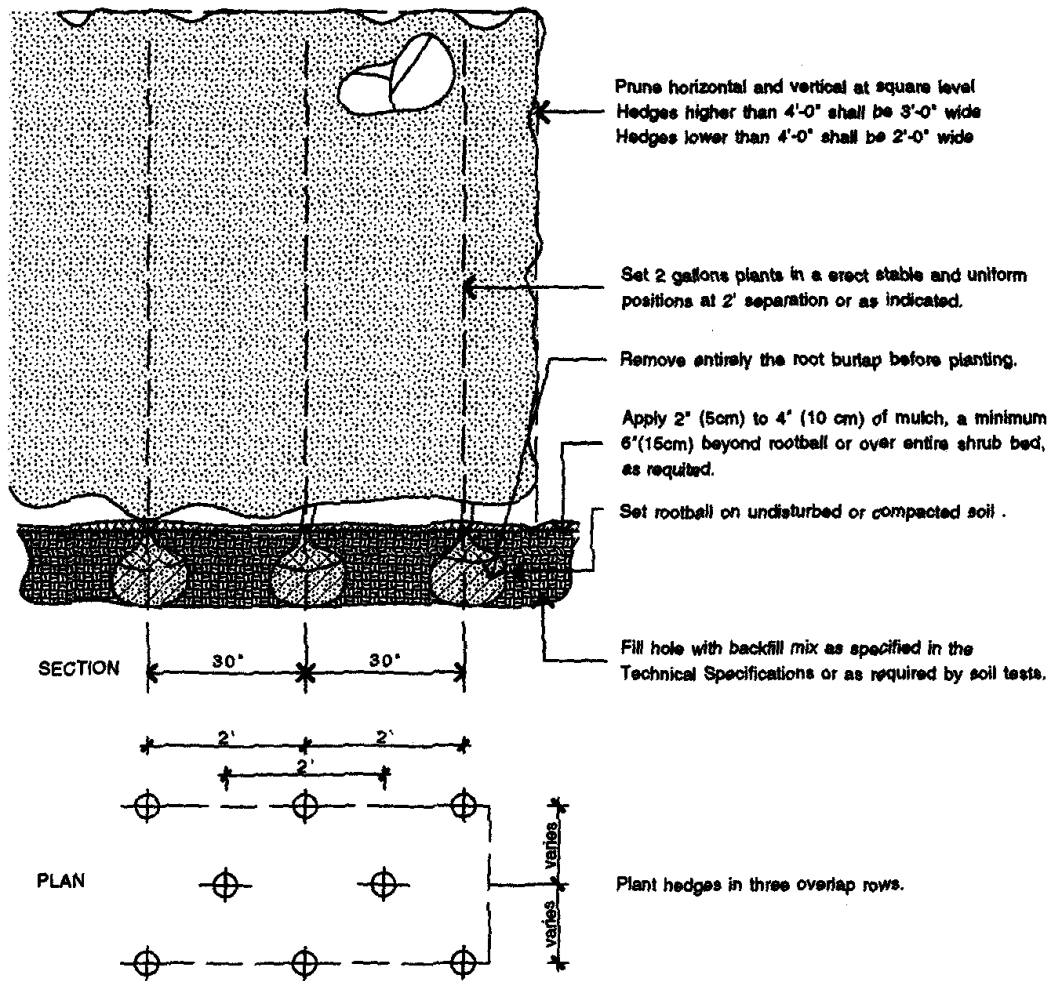 Prune horizontal and vertical at square level
Hedges higher than 4'-0" shall be 3'-0" wide
Hedges lower than 4'-0" shall be 2'-0" wide
Set 2 gallons plants in a erect stable and uniform
positions at 2' separation or as indicated.
Remove entirely the root burlap before planting.
Apply 2" (5cm) to 4" (10 cm) of mulch, a minimum
6"(15cm) beyond rootball or over entire shrub bed,
as requited.
Set rootball on undisturbed or compacted soil .
Fill hole with backfill mix as specified in the
Technical Specifications or as required by soil tests.
SECTION
30"
30"
2'
2'
2'
PLAN
varies
varies
Plant hedges in three overlap rows.